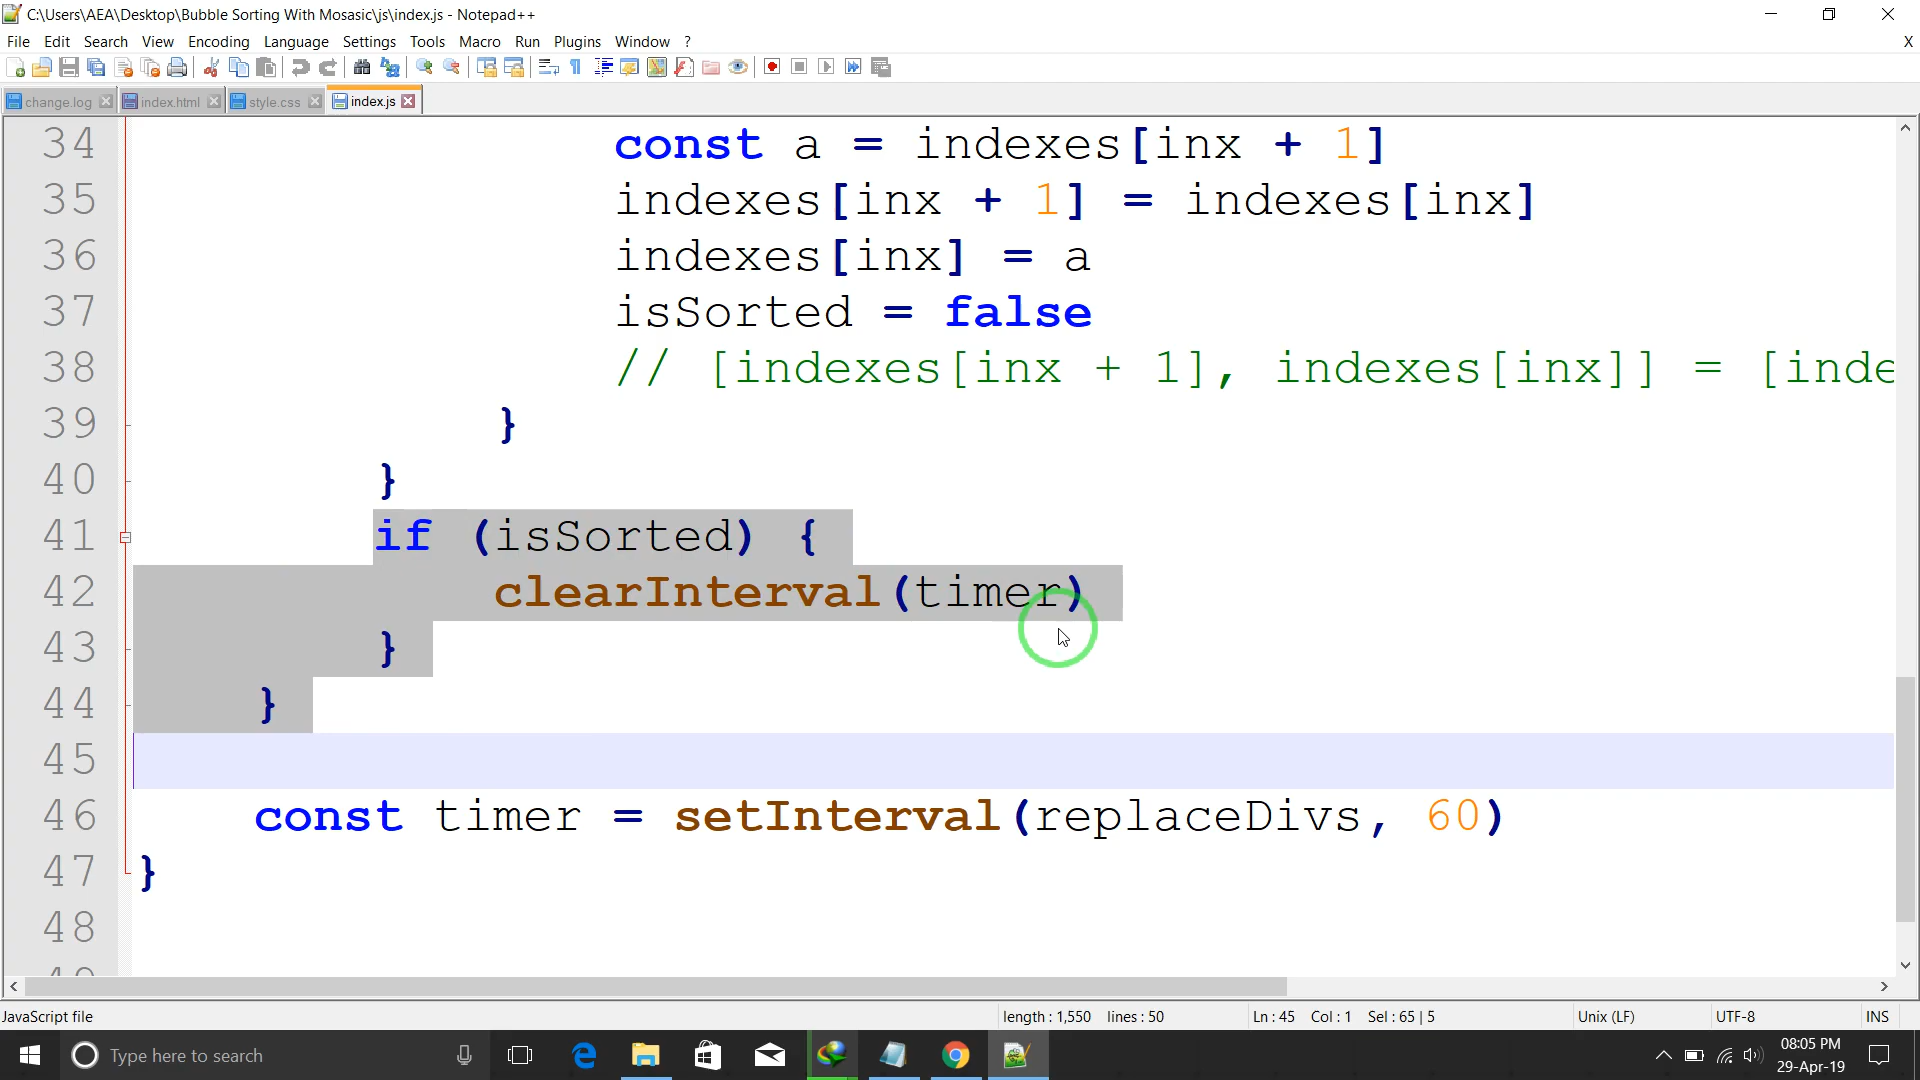 C:\Users\AEA\Desktop\Bubble Sorting With Mosasic\js\index.js - Notepad++
File Edit Search View Encoding Language Settings Tools Macro Run Plugins Window ? X
change.log index.html style.css index.js
34 const a = indexes[inx + 1]
35 indexes[inx + 1] = indexes[inx]
36 indexes[inx] = a
37 isSorted = false
38 // [indexes[inx + 1], indexes[inx]] = [inde
39 }
40 }
41 if (isSorted) {
42 clearInterval(timer)
43 }
44 }
45
46 const timer = setInterval(replaceDivs, 60)
47 }
48
JavaScript file length : 1,550 lines : 50 Ln : 45 Col : 1 Sel : 65 | 5 Unix (LF) UTF-8 INS
Type here to search
08:05 PM
29-Apr-19